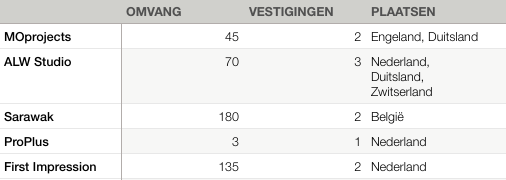 OMVANG VESTIGINGEN PLAATSEN
MOprojects 45 2 Engeland, Duitsland
ALW Studio 70 3 Nederland,
Duitsland,
Zwitserland
Sarawak 180 2 België
ProPlus 3 1 Nederland
First Impression 135 2 Nederland